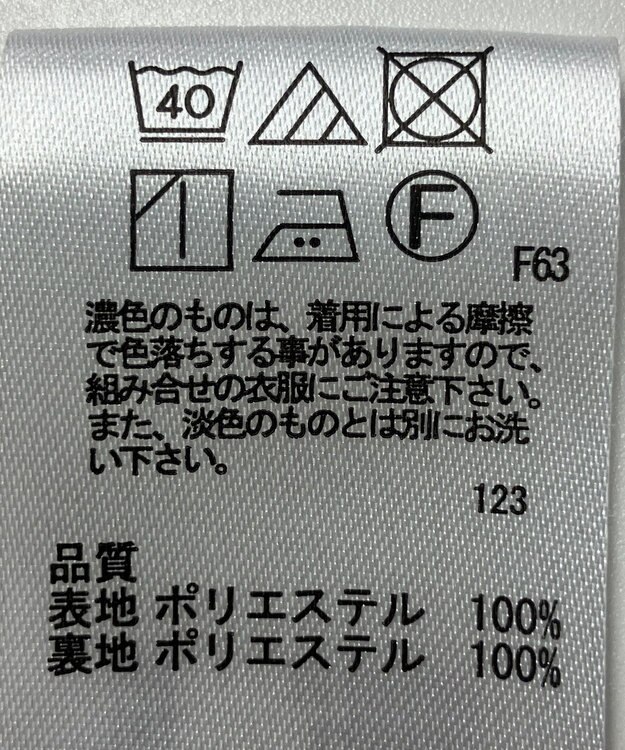 40
F
F63
濃色のものは、着用による摩擦
で色落ちする事がありますので、
組み合せの衣服にご注意下さい。
また、淡色のものとは別にお洗
い下さい。
123
品質
表地 ポリエステル 100%
裏地 ポリエステル 100%